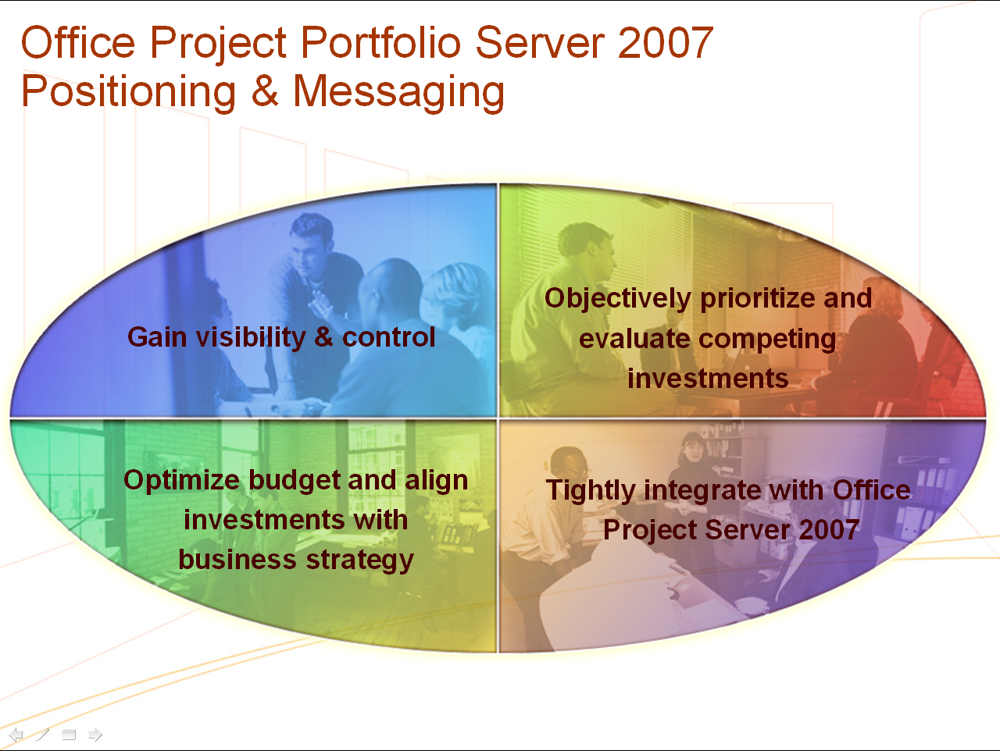 Office Project Portfolio Server 2007
Positioning & Messaging
Gain visibility & control
Objectively prioritize and
evaluate competing
investments
Optimize budget and align
investments with
business strategy
Tightly integrate with Office
Project Server 2007